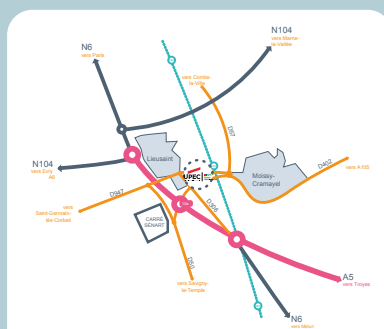 N104
vers Marne-
la-Vallée
N6
vers Paris
vers Combs-
la-Ville
D57
Lieusaint
N104
vers Evry
A6
UPEC
Moissy-
Cramayel
D402
vers A105
D947
vers
Saint-Germain-
lès-Corbeil
CARRÉ
SÉNART
D306
D50
vers Savigny-
le-Temple
A5
vers Troyes
N6
vers Melun